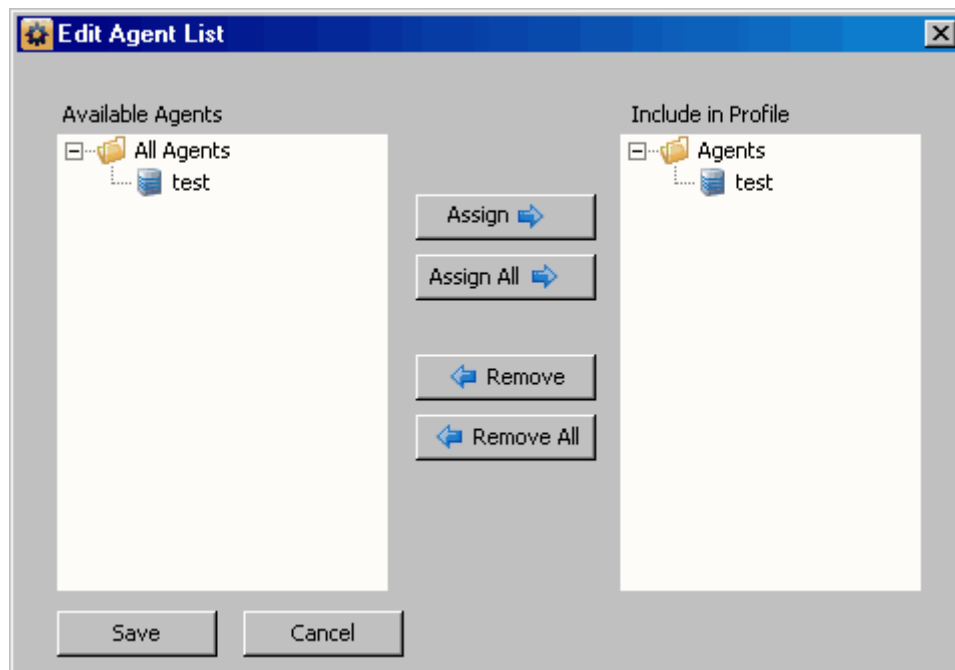 Edit Agent List
Available Agents
All Agents
test
Assign
Assign All
Remove
Remove All
Include in Profile
Agents
test
Save
Cancel